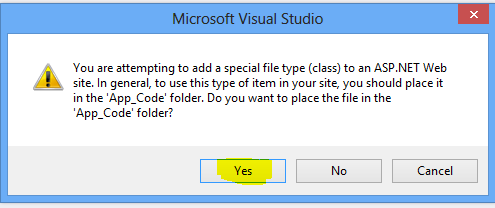 Microsoft Visual Studio
You are attempting to add a special file type (class) to an ASP.NET Web
site. In general, to use this type of item in your site, you should place it
in the 'App_Code' folder. Do you want to place the file in the
'App_Code' folder?
Yes
No
Cancel